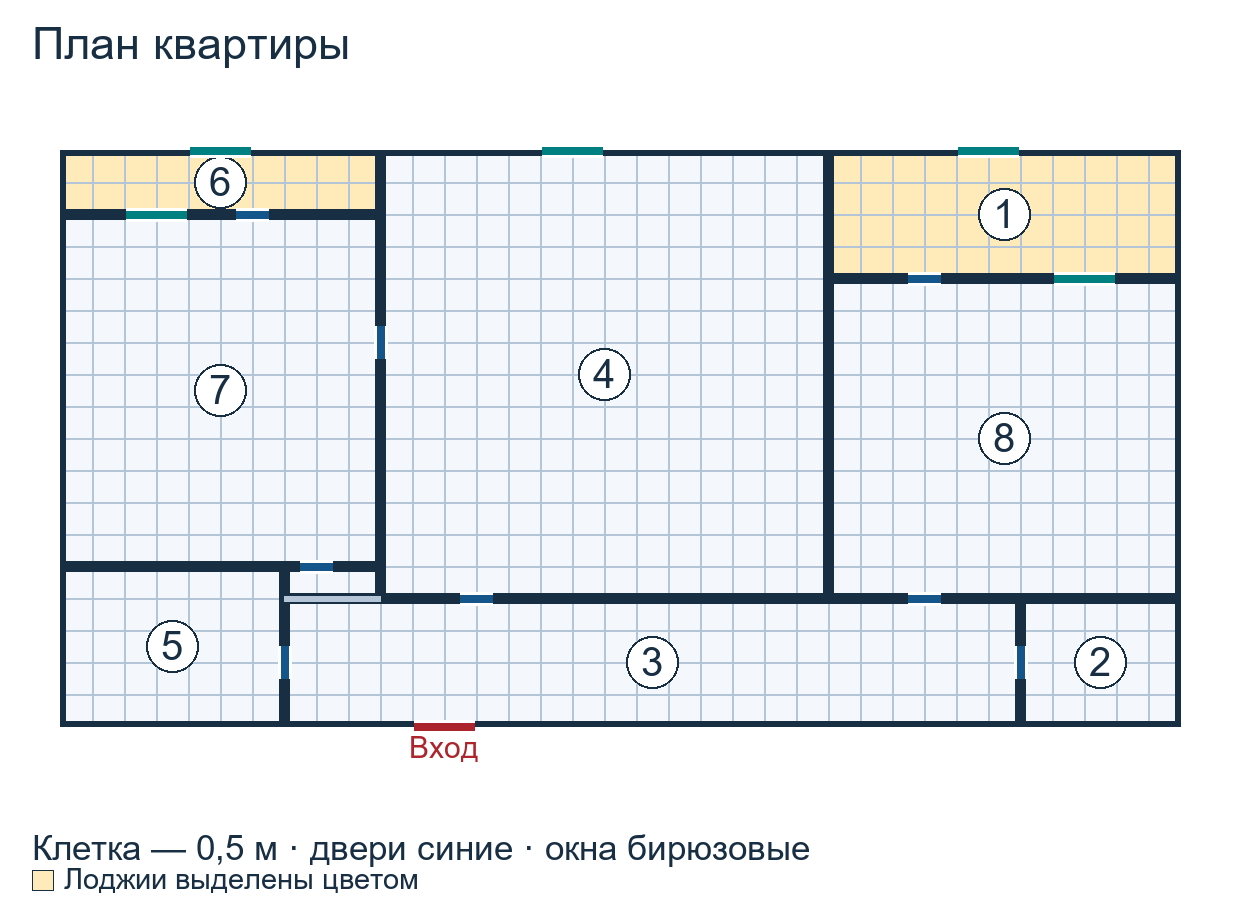 План квартиры
6
1
7
4
8
5
3
2
Вход
Клетка — 0,5 м · двери синие · окна бирюзовые
Лоджии выделены цветом